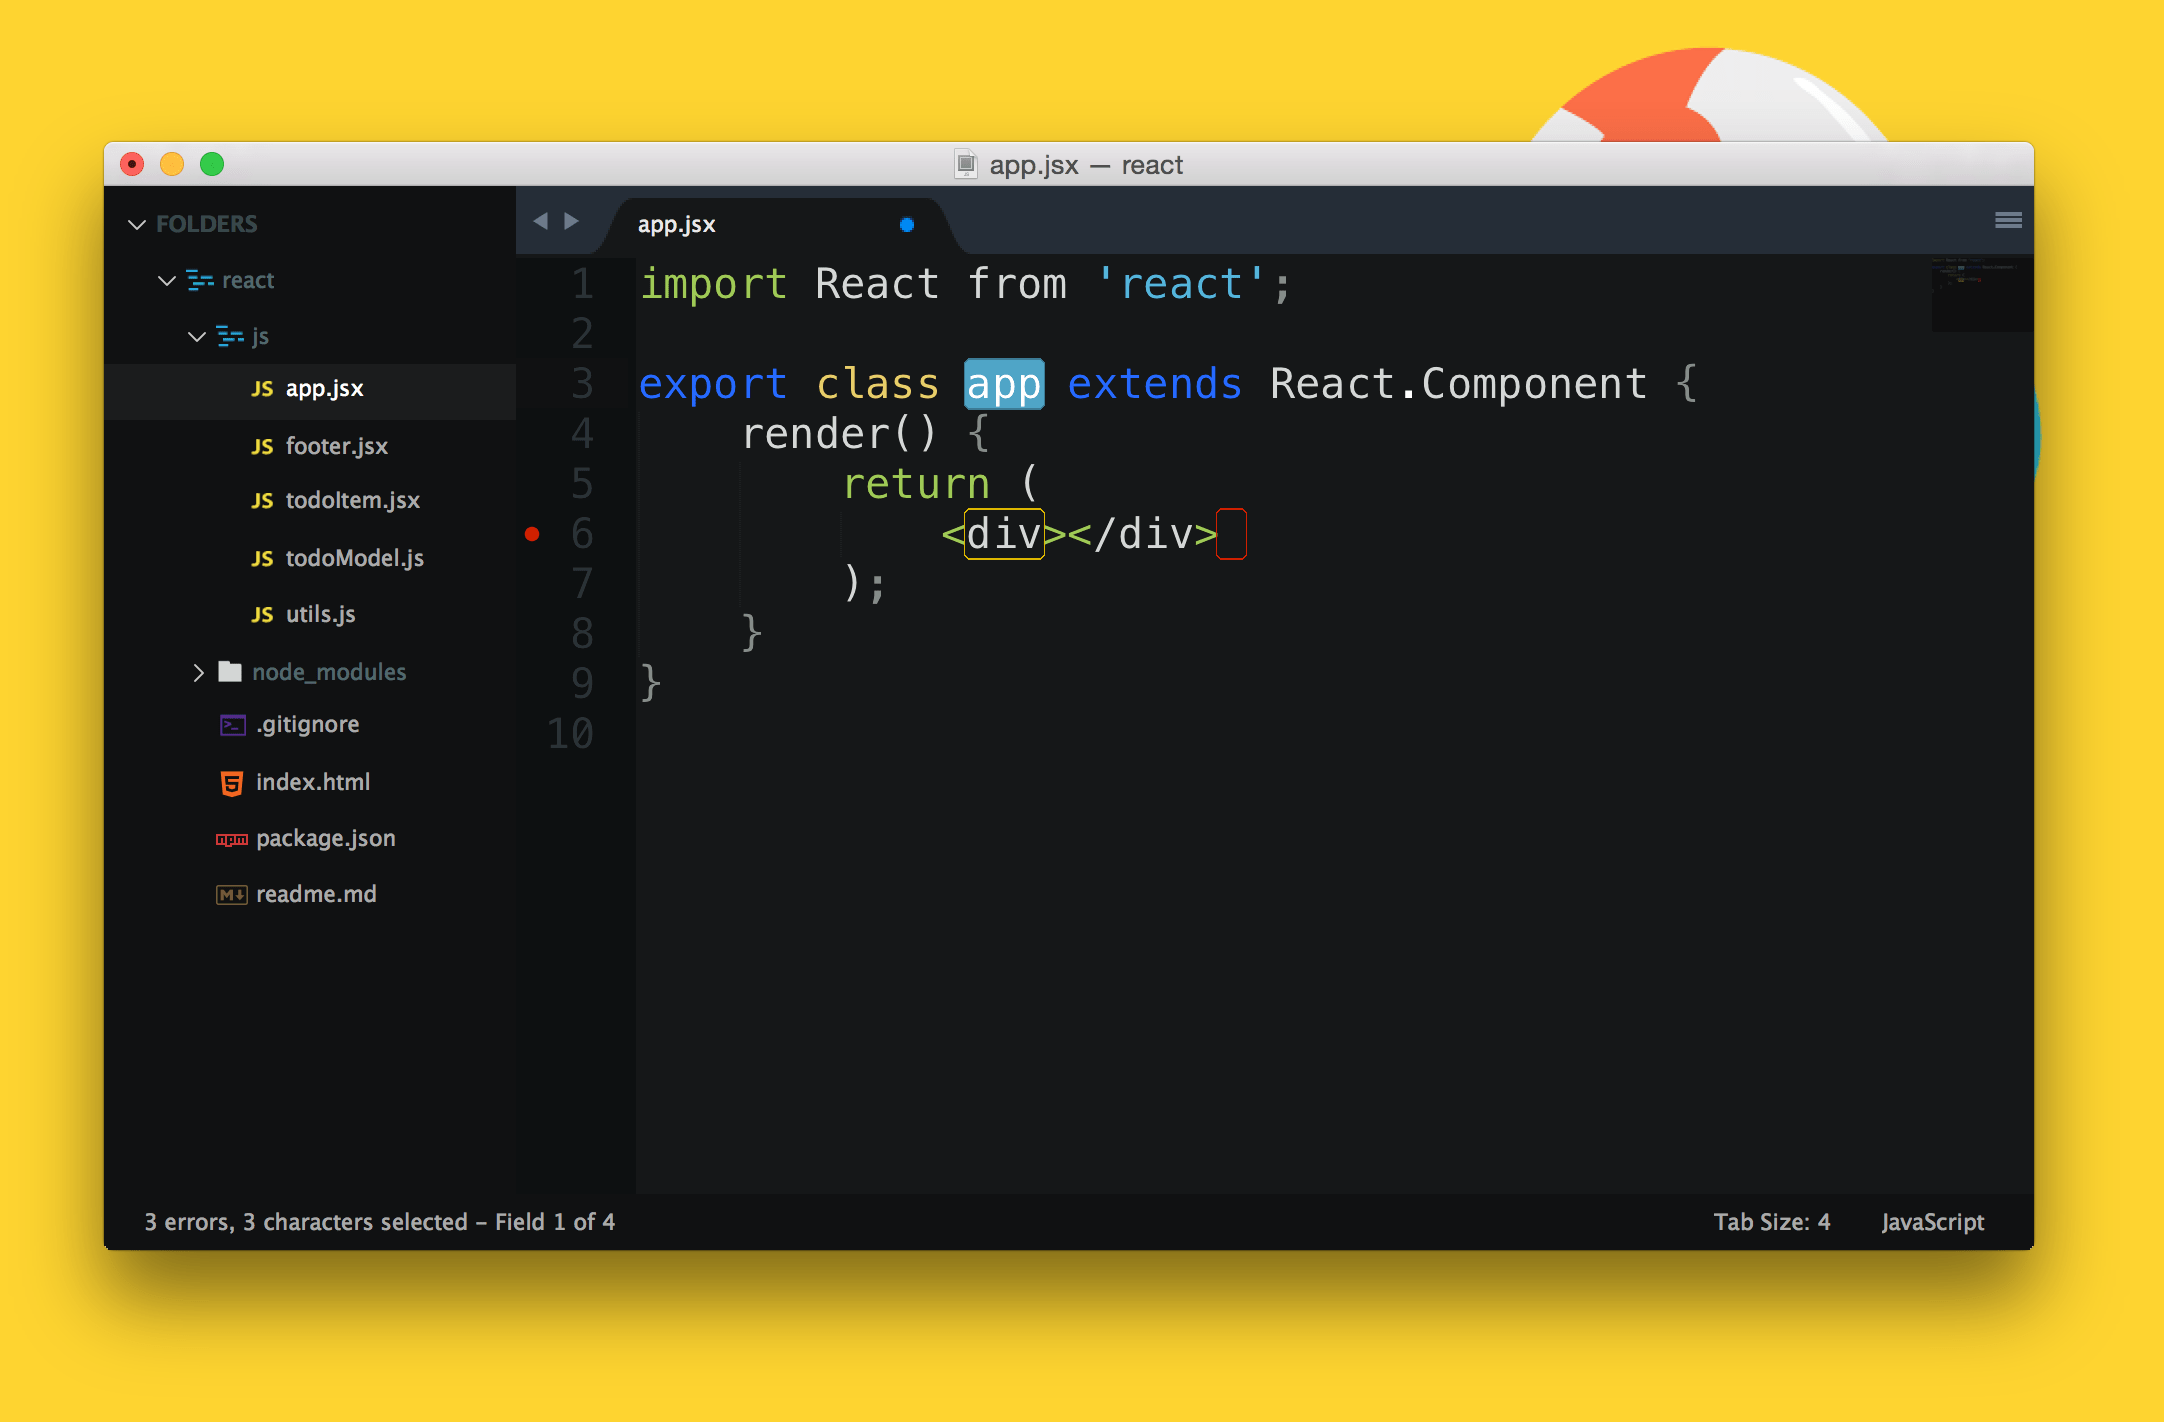 app.jsx — react
FOLDERS
react
js
JS app.jsx
JS footer.jsx
JS todoItem.jsx
JS todoModel.js
JS utils.js
node_modules
>_ .gitignore
5 index.html
npm package.json
M↓ readme.md
app.jsx
1 import React from 'react';
2
3 export class app extends React.Component {
4     render() {
5         return (
6             <div></div>
7         );
8     }
9 }
10
3 errors, 3 characters selected – Field 1 of 4
Tab Size: 4
JavaScript